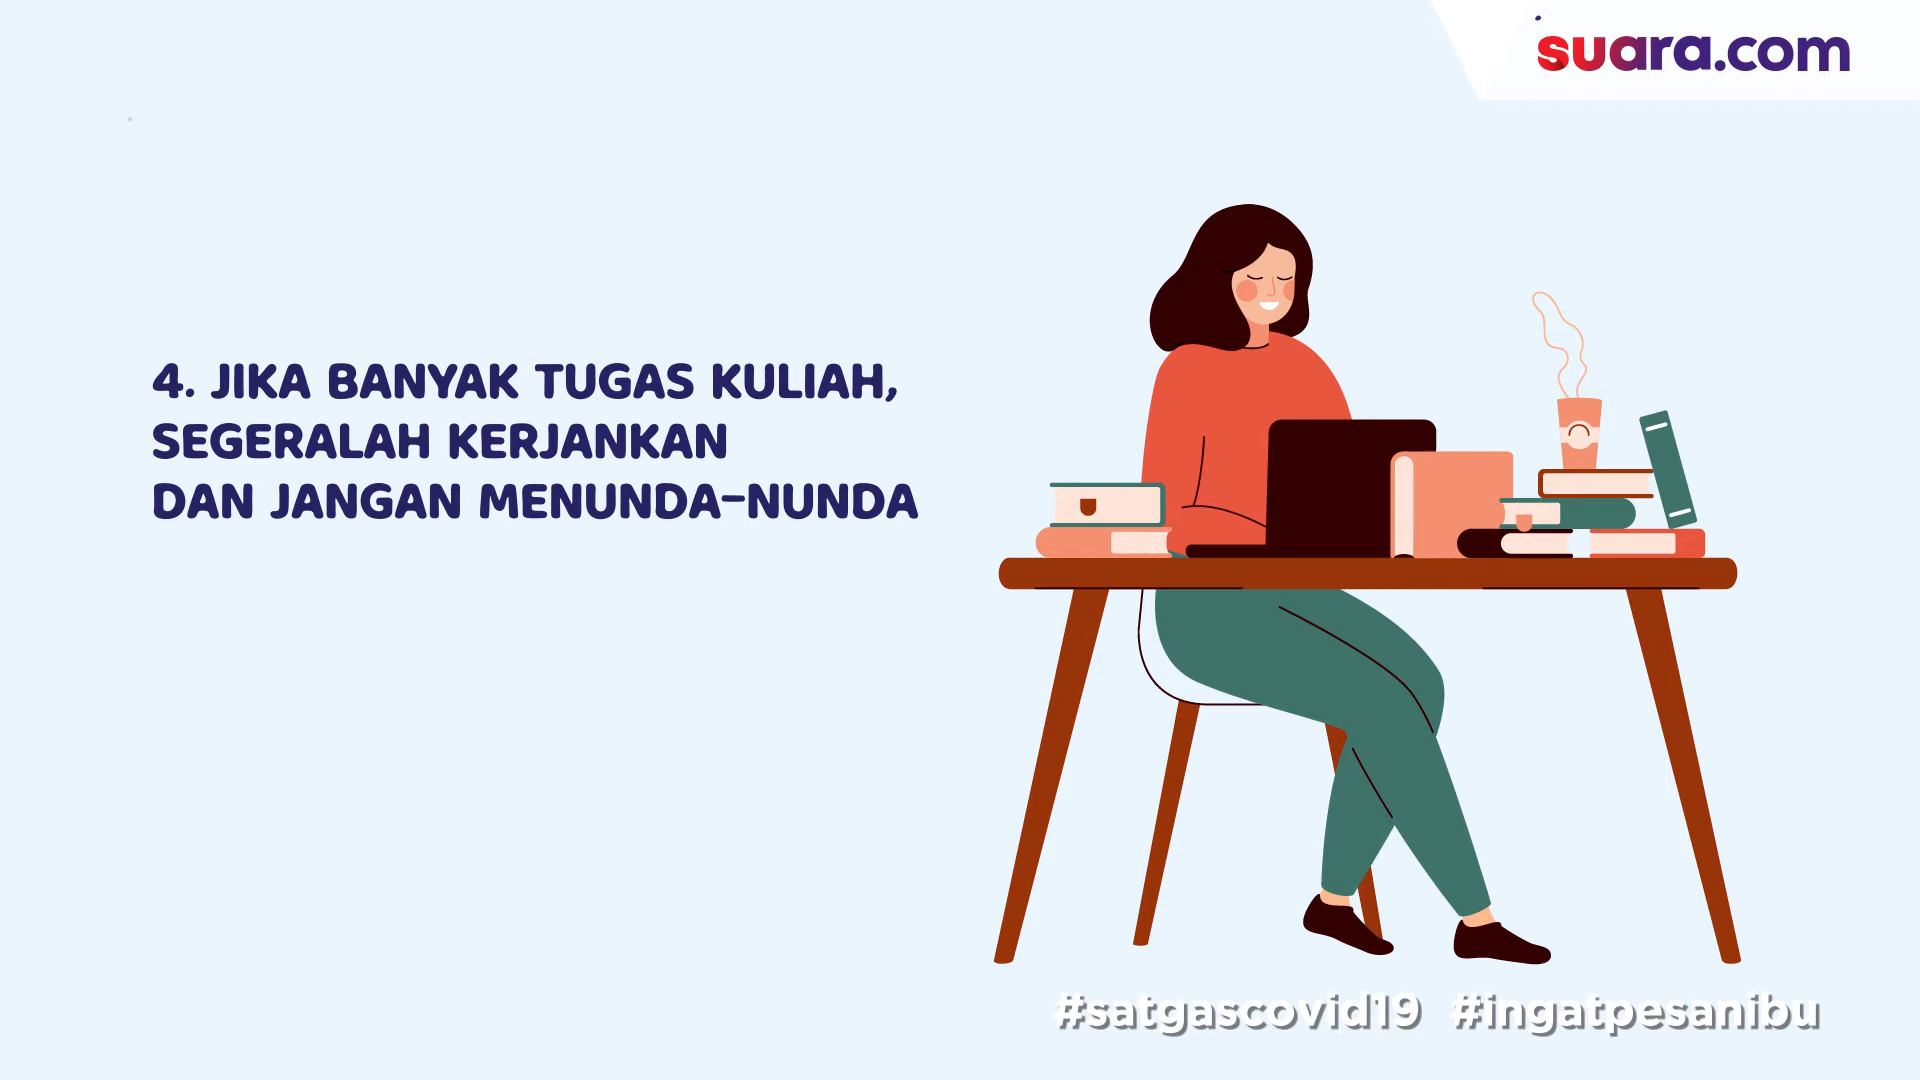 suara.com
4. JIKA BANYAK TUGAS KULIAH,
SEGERALAH KERJANKAN
DAN JANGAN MENUNDA-NUNDA
#satgascovid19 #ingatpesanibu